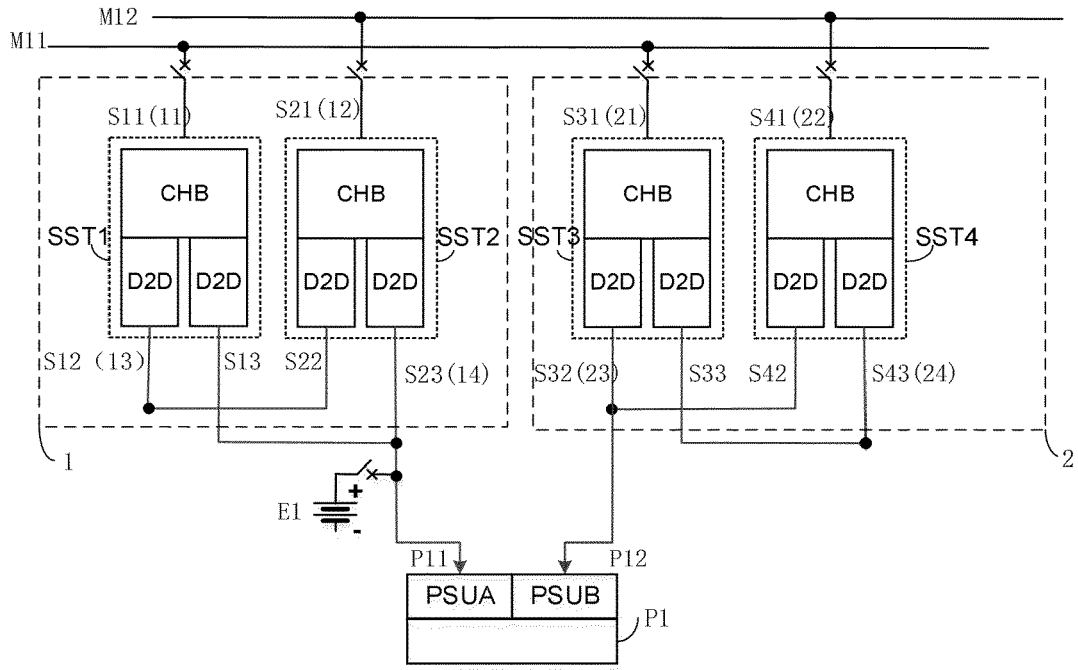 M12
M11
S11(11) S21(12) S31(21) S41(22)
CHB CHB CHB CHB
SST1 SST2 SST3 SST4
D2D D2D D2D D2D D2D D2D D2D D2D
S12 (13) S13 S22 S23(14) S32(23) S33 S42 S43(24)
1 2
+
E1
-
P11 P12
PSUA PSUB
P1